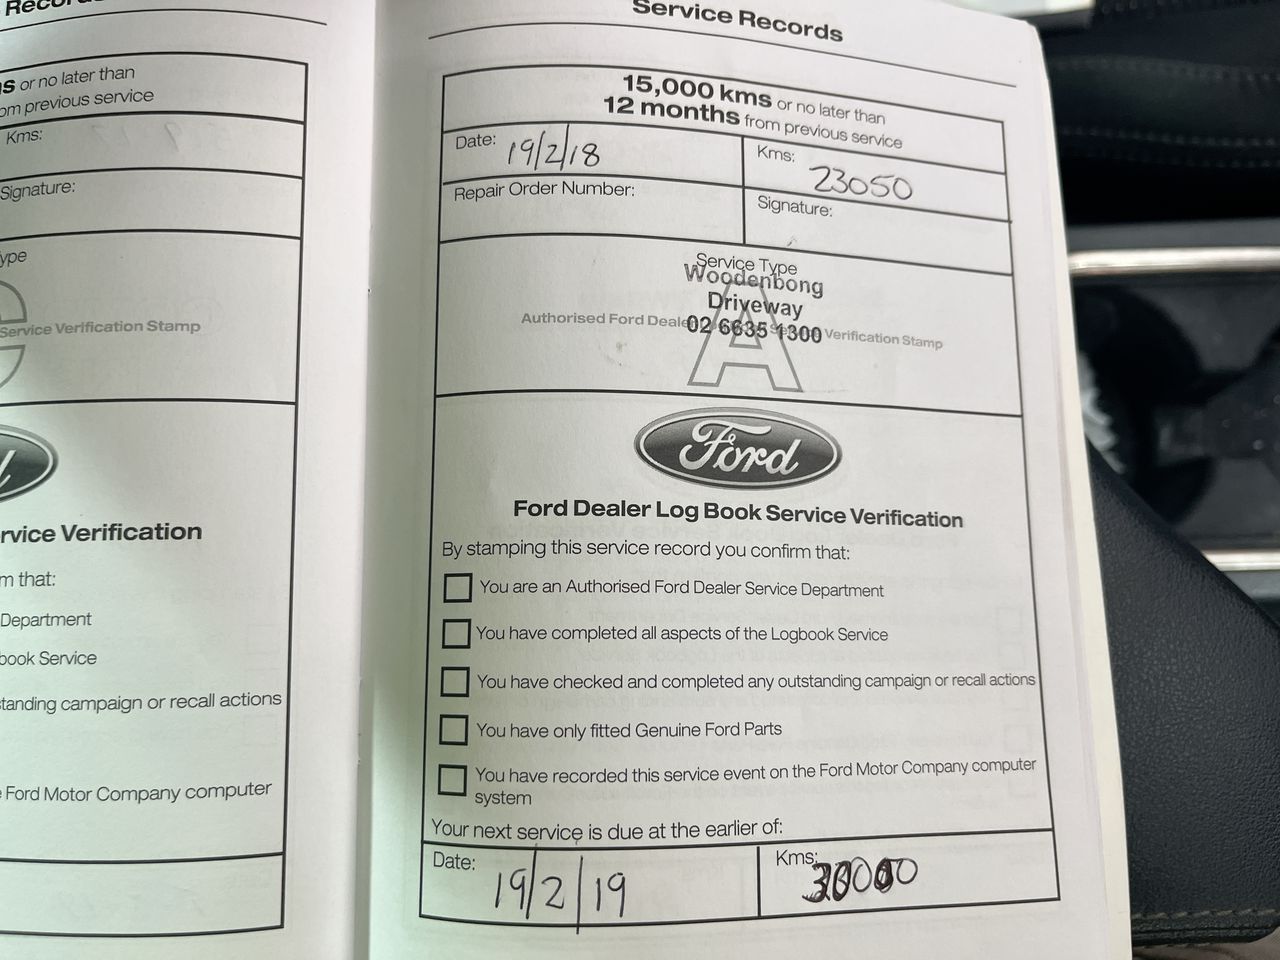 s or no later than
om previous service
Kms:
Signature:
ype
Service Verification Stamp
rvice Verification
m that:
Department
book Service
tanding campaign or recall actions
Ford Motor Company computer
Service Records
15,000 kms or no later than
12 months from previous service
Date: 19/2/18
Kms: 23050
Repair Order Number:
Signature:
Service Type
Woodenbong
Driveway
02 6635 1300
Authorised Ford Deale Verification Stamp
A
Ford
Ford Dealer Log Book Service Verification
By stamping this service record you confirm that:
You are an Authorised Ford Dealer Service Department
You have completed all aspects of the Logbook Service
You have checked and completed any outstanding campaign or recall actions
You have only fitted Genuine Ford Parts
You have recorded this service event on the Ford Motor Company computer
system
Your next service is due at the earlier of:
Date: 19/2/19
Kms: